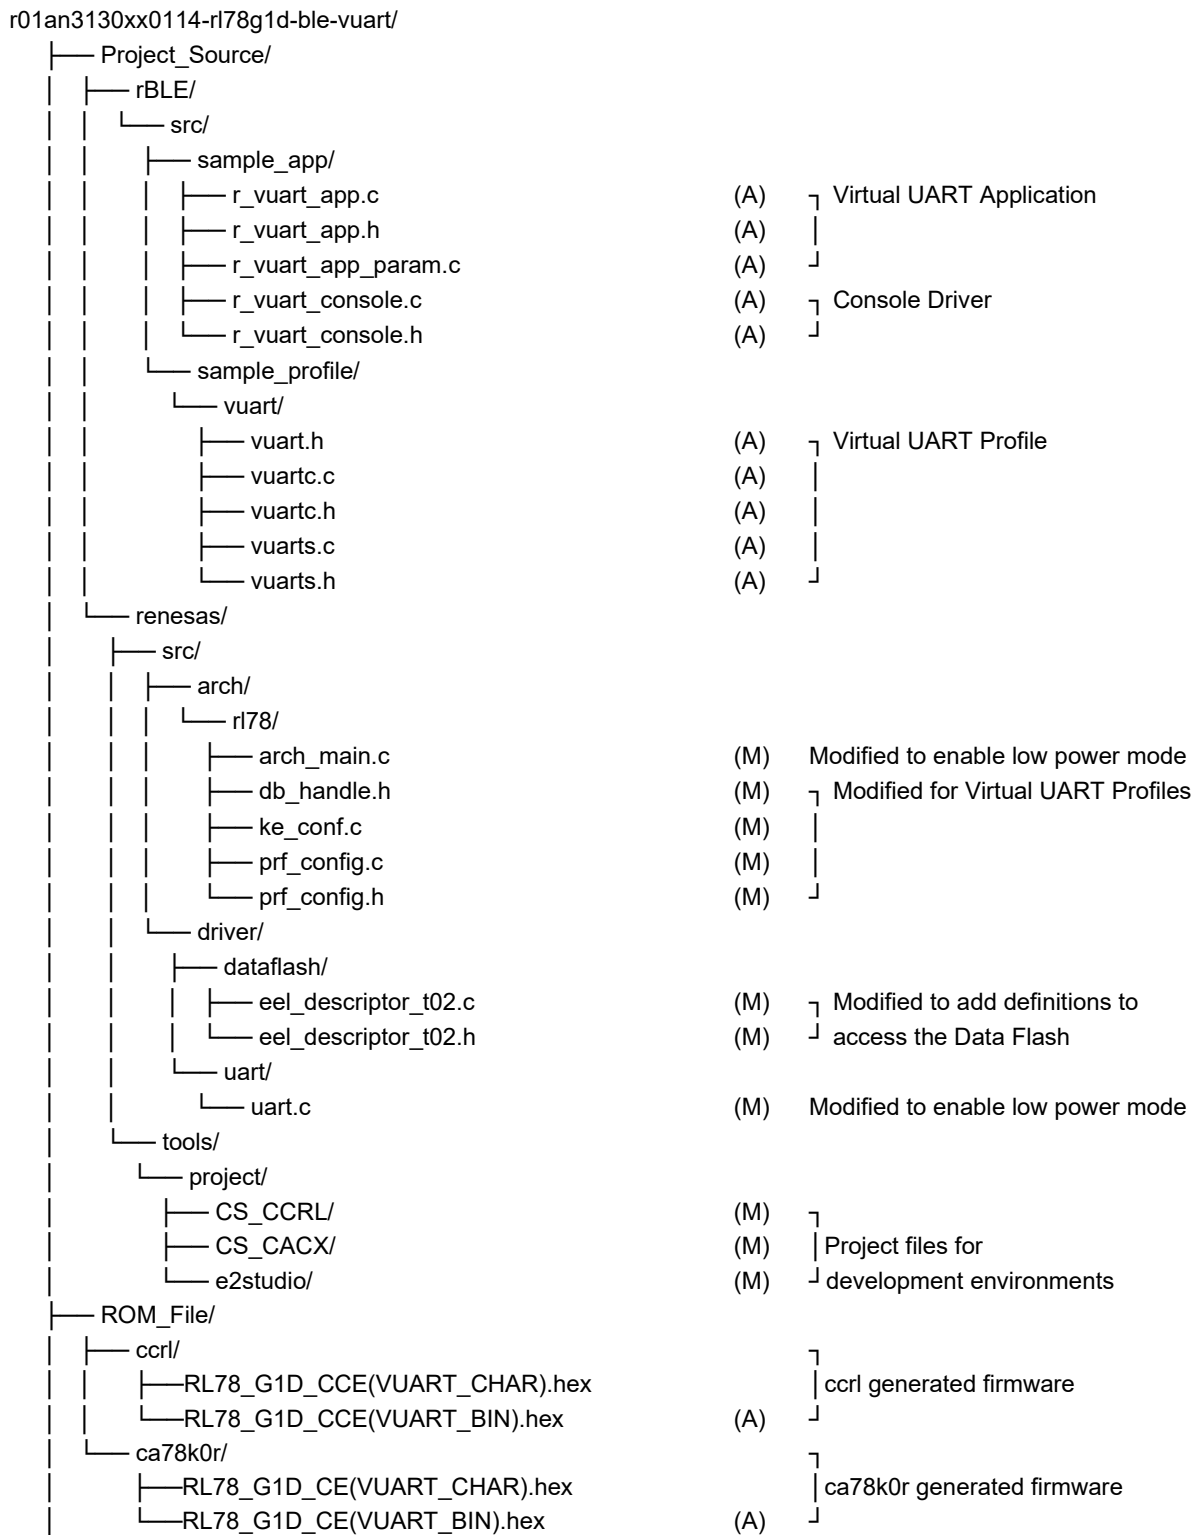 r01an3130xx0114-rl78g1d-ble-vuart/
Project_Source/
rBLE/
src/
sample_app/
r_vuart_app.c (A) Virtual UART Application
r_vuart_app.h (A)
r_vuart_app_param.c (A)
r_vuart_console.c (A) Console Driver
r_vuart_console.h (A)
sample_profile/
vuart/
vuart.h (A) Virtual UART Profile
vuartc.c (A)
vuartc.h (A)
vuarts.c (A)
vuarts.h (A)
renesas/
src/
arch/
rl78/
arch_main.c (M) Modified to enable low power mode
db_handle.h (M) Modified for Virtual UART Profiles
ke_conf.c (M)
prf_config.c (M)
prf_config.h (M)
driver/
dataflash/
eel_descriptor_t02.c (M) Modified to add definitions to
eel_descriptor_t02.h (M) access the Data Flash
uart/
uart.c (M) Modified to enable low power mode
tools/
project/
CS_CCRL/ (M)
CS_CACX/ (M) Project files for
e2studio/ (M) development environments
ROM_File/
ccrl/
RL78_G1D_CCE(VUART_CHAR).hex ccrl generated firmware
RL78_G1D_CCE(VUART_BIN).hex (A)
ca78k0r/
RL78_G1D_CE(VUART_CHAR).hex ca78k0r generated firmware
RL78_G1D_CE(VUART_BIN).hex (A)